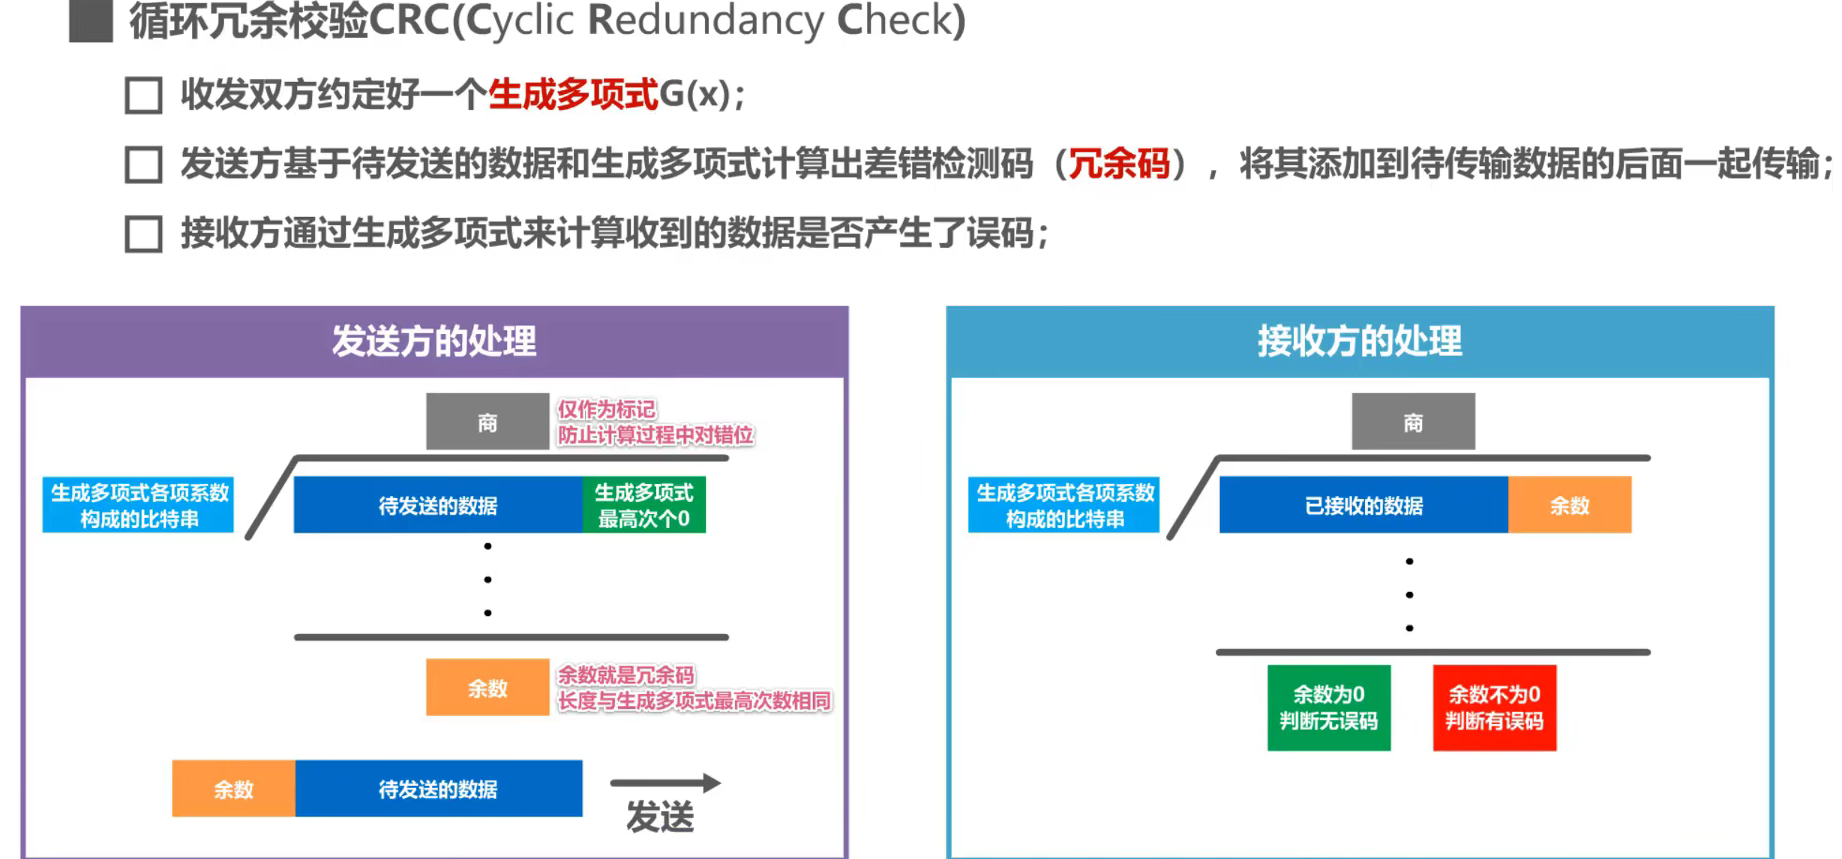 循环冗余校验CRC(Cyclic Redundancy Check)
收发双方约定好一个生成多项式G(x);
发送方基于待发送的数据和生成多项式计算出差错检测码（冗余码），将其添加到待传输数据的后面一起传输;
接收方通过生成多项式来计算收到的数据是否产生了误码;
发送方的处理
商
仅作为标记
防止计算过程中对错位
生成多项式各项系数
构成的比特串
待发送的数据
生成多项式
最高次个0
余数
余数就是冗余码
长度与生成多项式最高次数相同
余数
待发送的数据
发送
接收方的处理
商
生成多项式各项系数
构成的比特串
已接收的数据
余数
余数为0
判断无误码
余数不为0
判断有误码